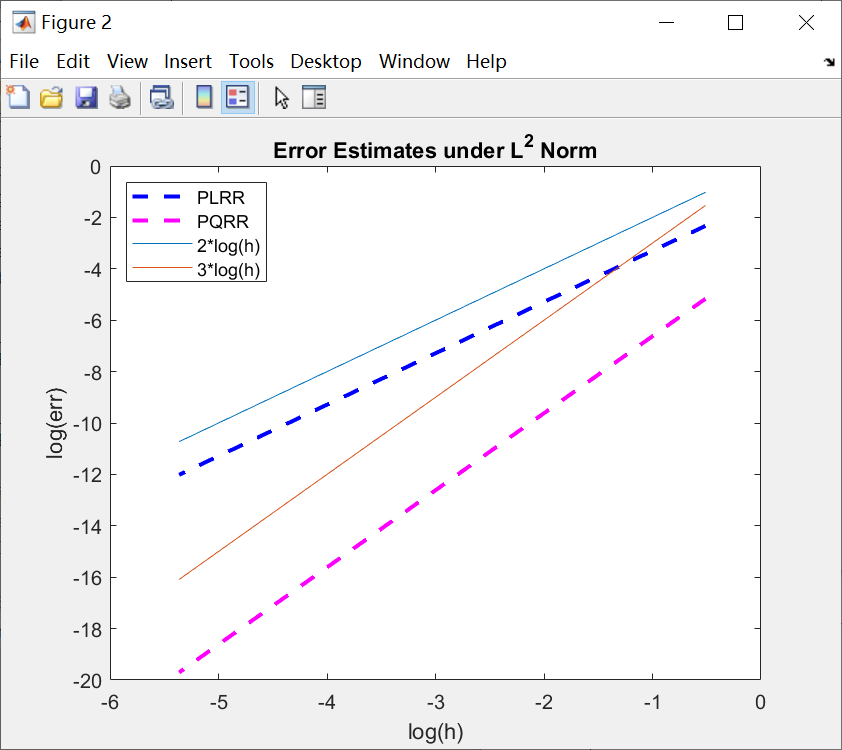 Figure 2
File Edit View Insert Tools Desktop Window Help
Error Estimates under L² Norm
PLRR
PQRR
2*log(h)
3*log(h)
0
-2
-4
-6
-8
-10
-12
-14
-16
-18
-20
log(err)
-6 -5 -4 -3 -2 -1 0
log(h)